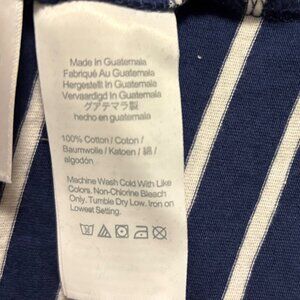 Made In Guatemala
Fabriqué Au Guatemala
Hergestellt In Guatemala
Vervaardigd In Guatemala
グアテマラ製
hecho en guatemala
100% Cotton / Coton /
Baumwolle / Katoen / 綿 /
algodón
Machine Wash Cold With Like
Colors. Non-Chlorine Bleach
Only. Tumble Dry Low. Iron on
Lowest Setting.